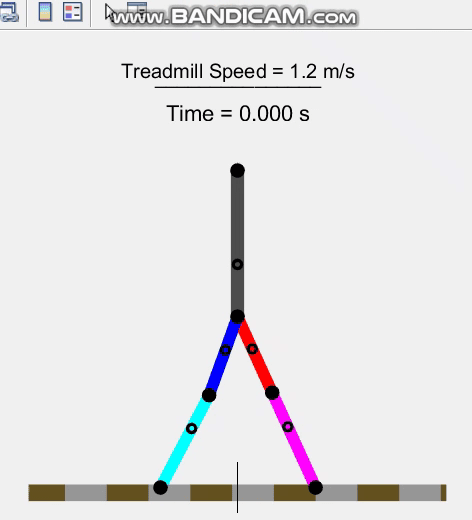 www.BANDICAM.com
Treadmill Speed = 1.2 m/s
Time = 0.000 s